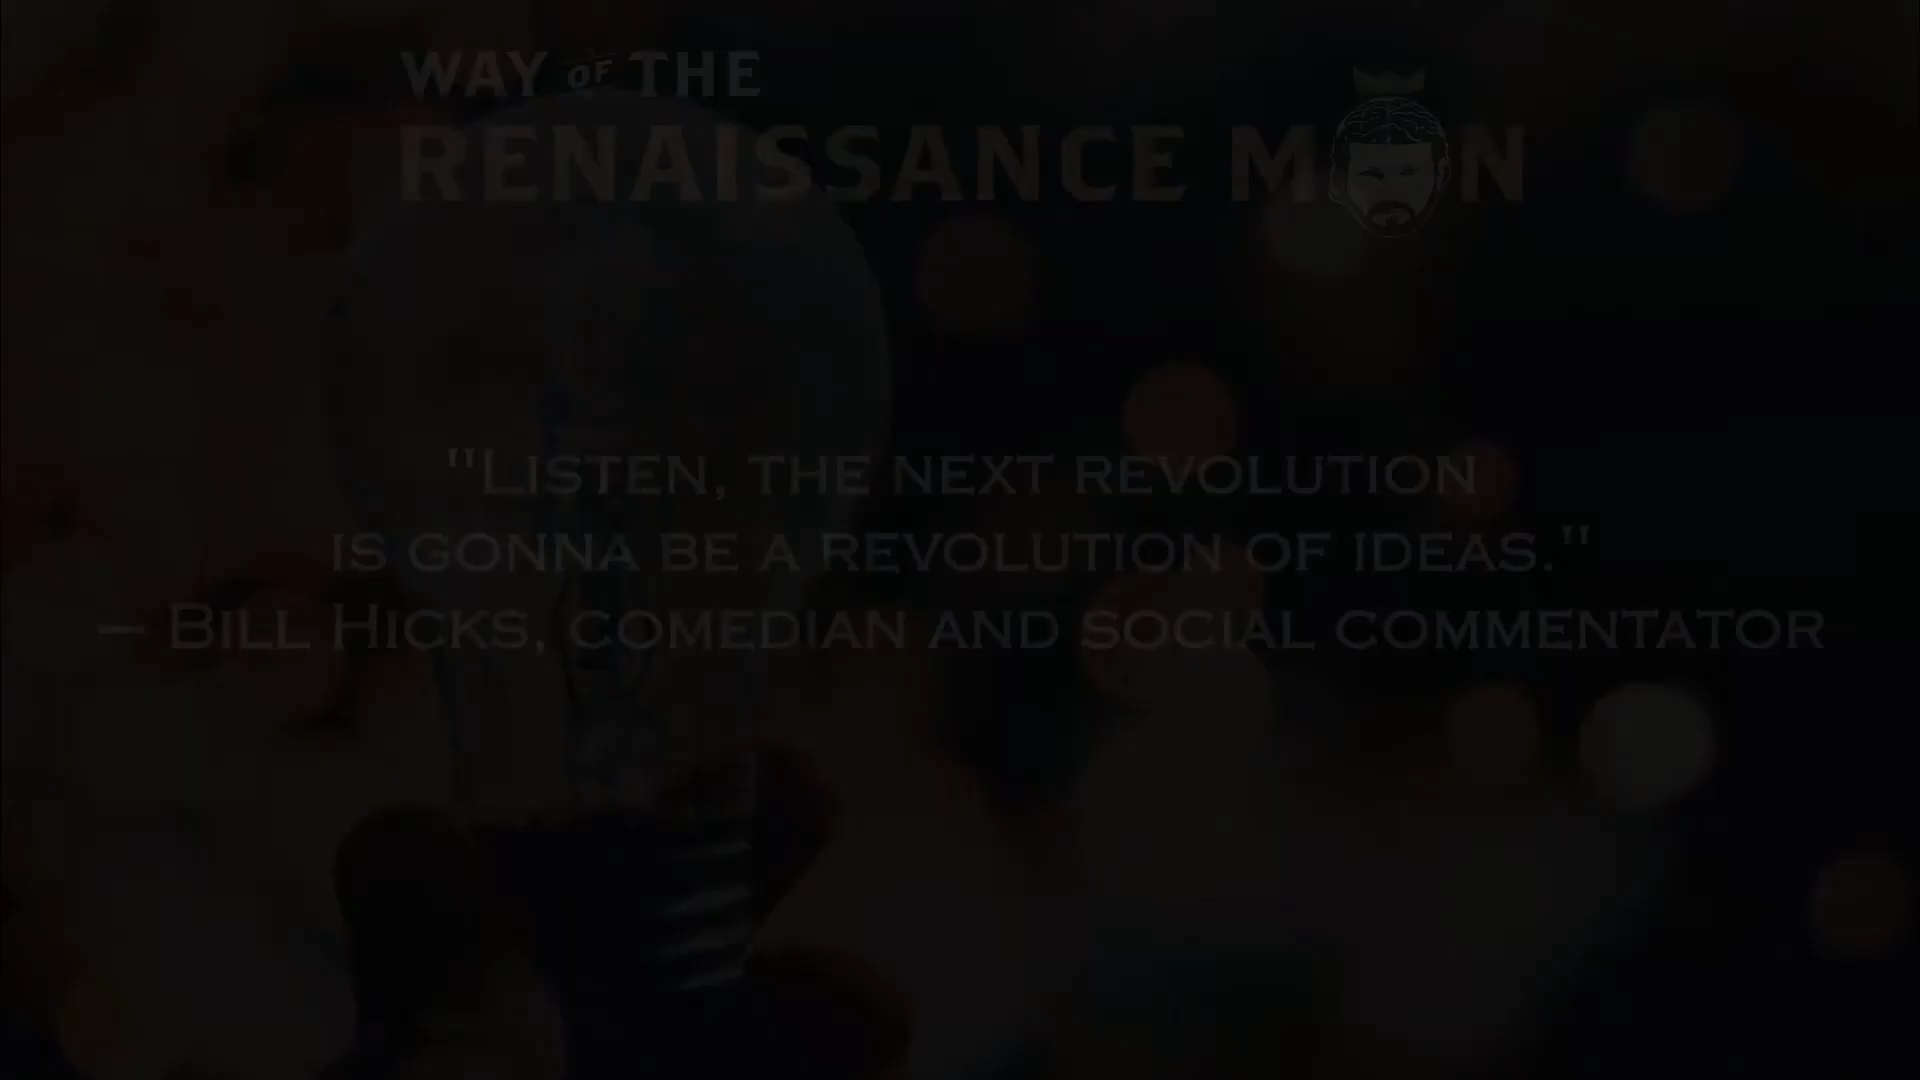 WAY OF THE
RENAISSANCE M N
"LISTEN, THE NEXT REVOLUTION
IS GONNA BE A REVOLUTION OF IDEAS."
– BILL HICKS, COMEDIAN AND SOCIAL COMMENTATOR